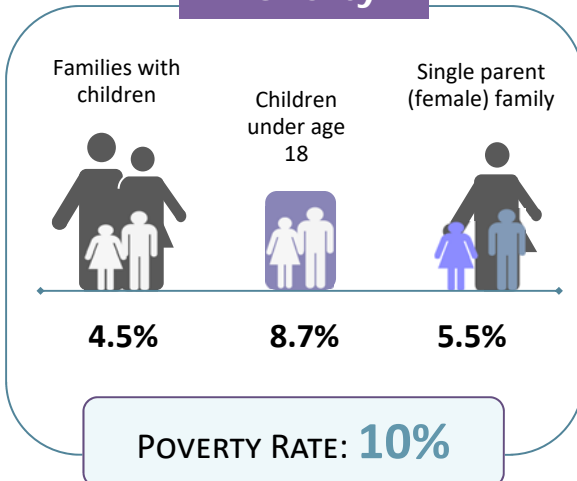 Families with
children
Children
under age
18
Single parent
(female) family
4.5%
8.7%
5.5%
POVERTY RATE: 10%